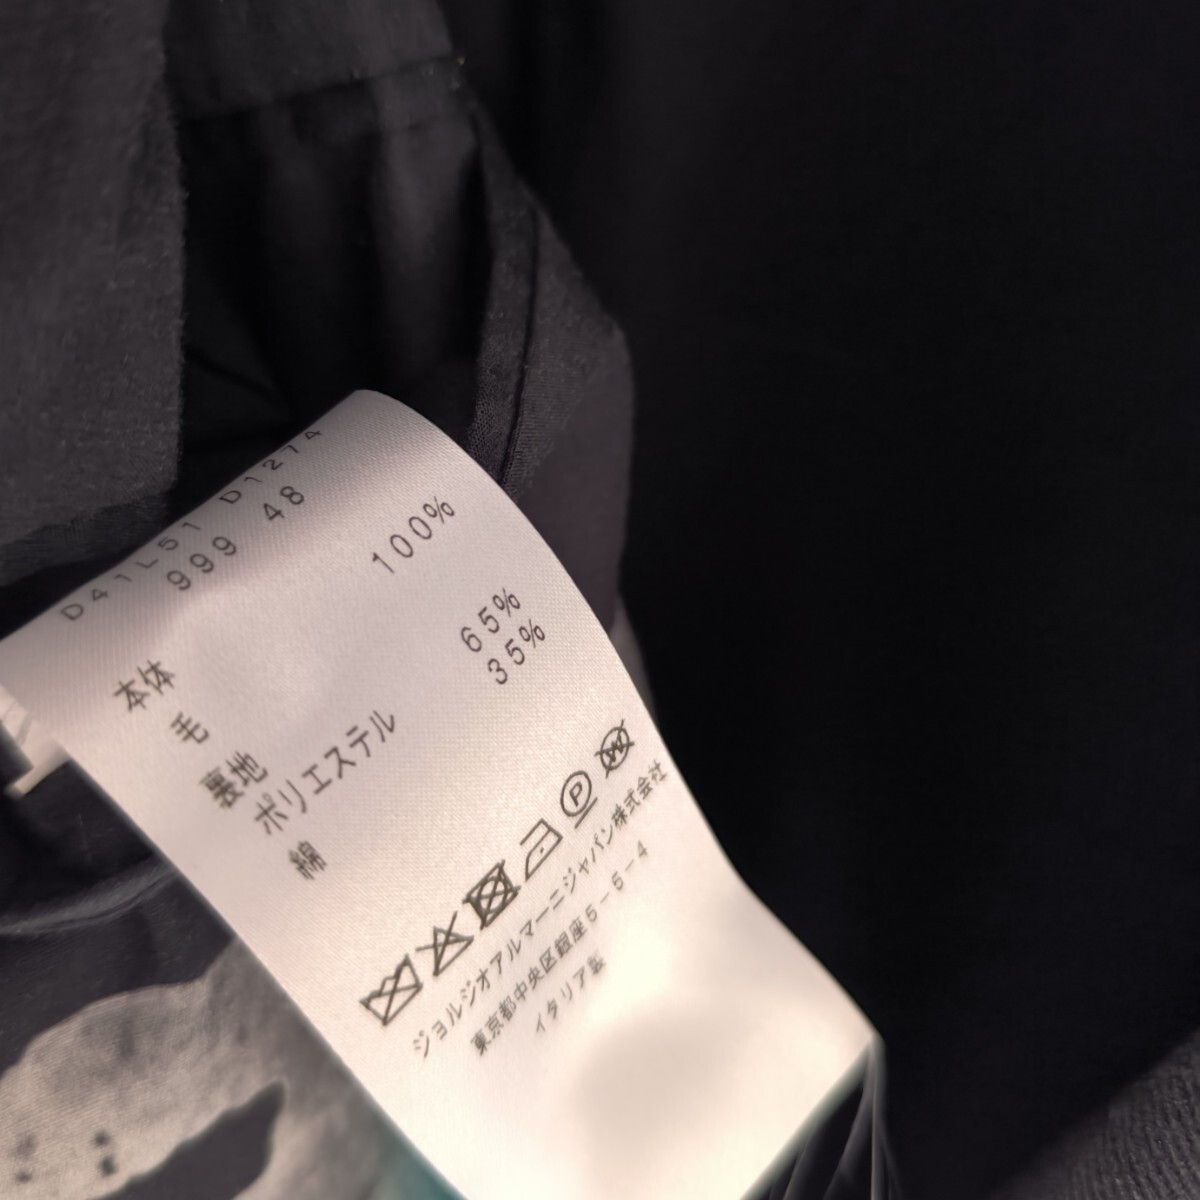 D41L51 D1274
999 48
本体
毛 100%
裏地
ポリエステル 65%
綿 35%
P W
ジョルジオアルマーニジャパン株式会社
東京都中央区銀座5-5-4
イタリア製